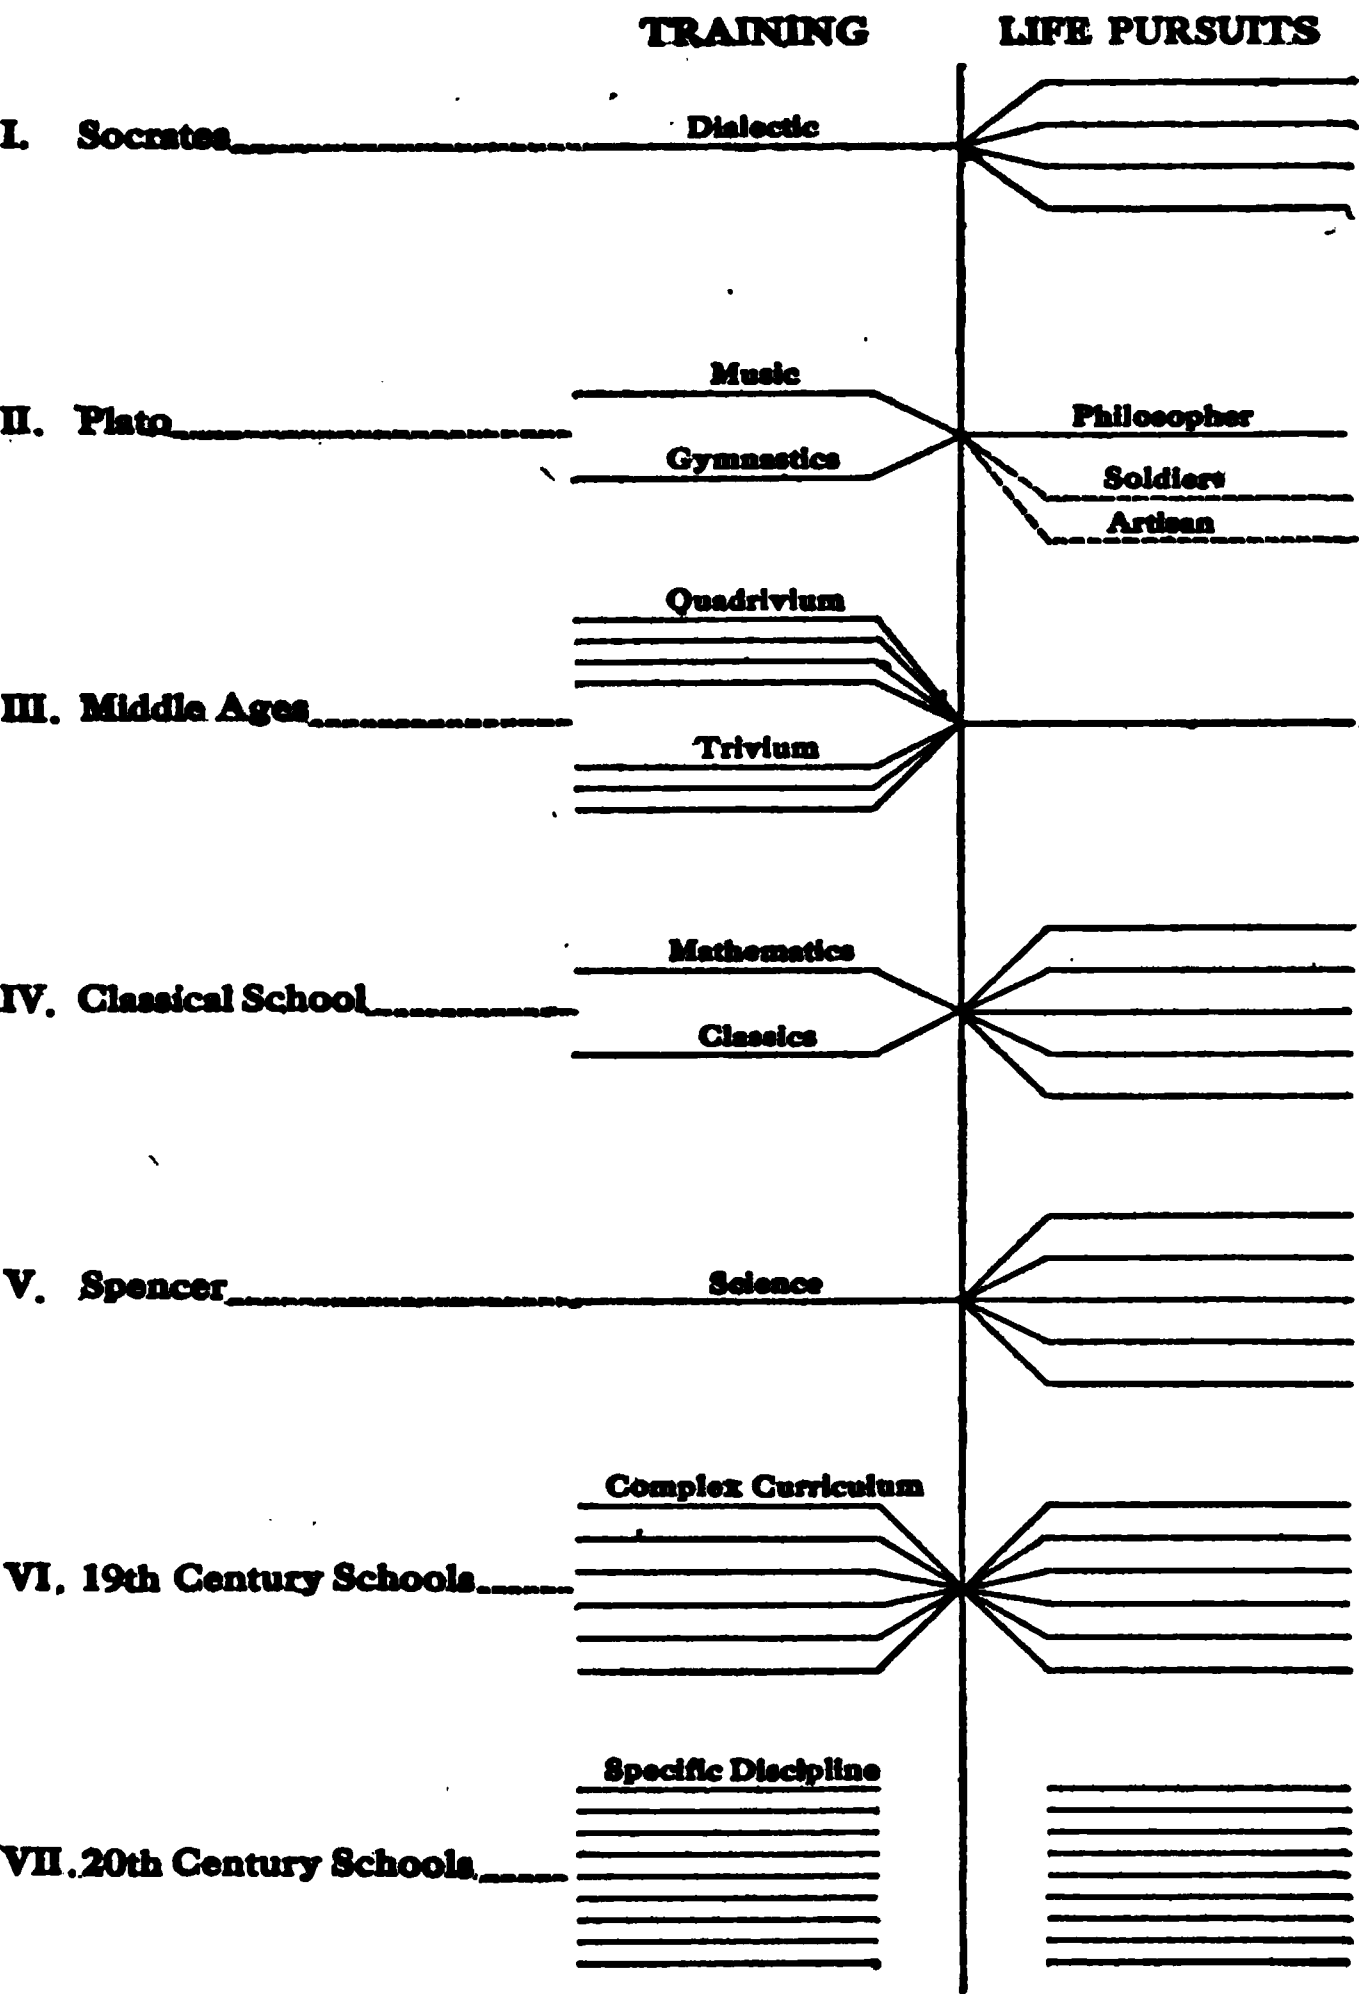 TRAINING LIFE PURSUITS
I. Socrates Dialectic
Music
II. Plato Philosopher
Gymnastics
Soldiers
Artisan
Quadrivium
III. Middle Ages
Trivium
Mathematics
IV. Classical School
Classics
V. Spencer Science
Complex Curriculum
VI. 19th Century Schools
Specific Discipline
VII. 20th Century Schools